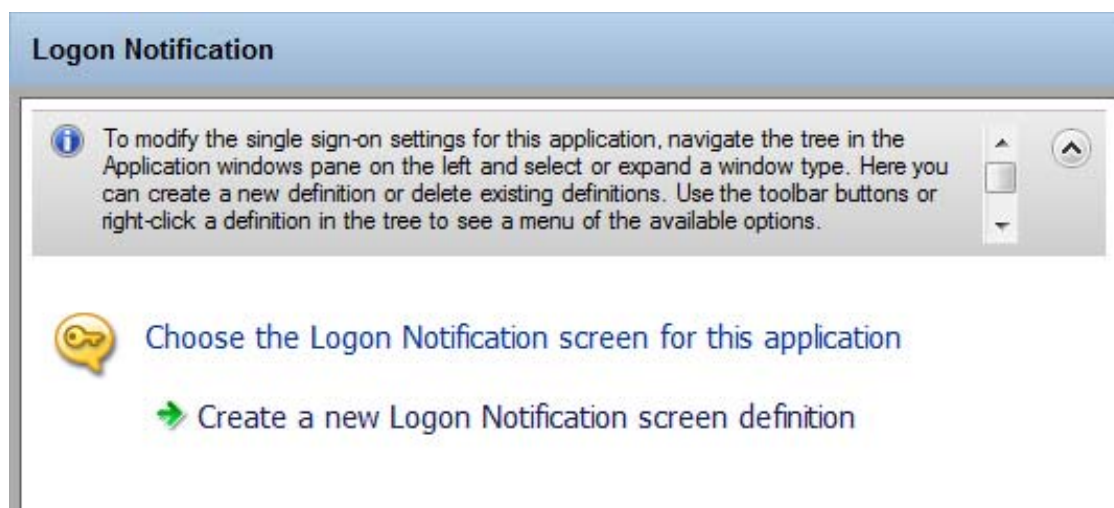 Logon Notification
To modify the single sign-on settings for this application, navigate the tree in the
Application windows pane on the left and select or expand a window type. Here you
can create a new definition or delete existing definitions. Use the toolbar buttons or
right-click a definition in the tree to see a menu of the available options.
Choose the Logon Notification screen for this application
Create a new Logon Notification screen definition